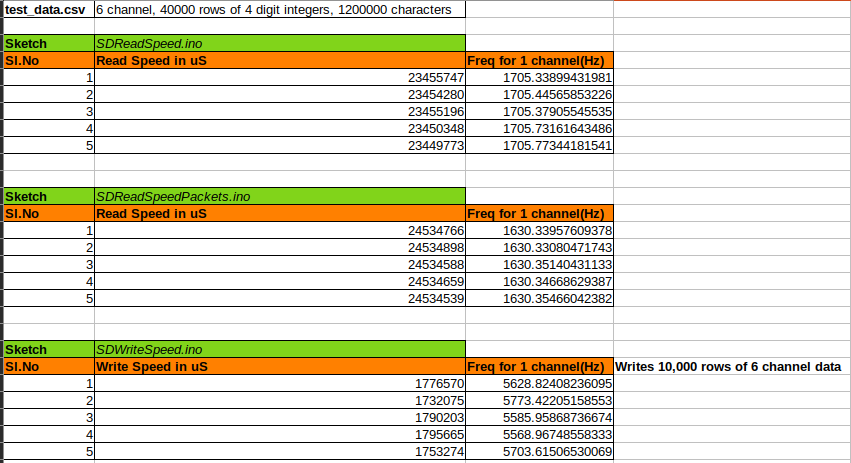 test_data.csv 6 channel, 40000 rows of 4 digit integers, 1200000 characters
Sketch SDReadSpeed.ino
Sl.No Read Speed in uS Freq for 1 channel(Hz)
1 23455747 1705.33899431981
2 23454280 1705.44565853226
3 23455196 1705.37905545535
4 23450348 1705.73161643486
5 23449773 1705.77344181541
Sketch SDReadSpeedPackets.ino
Sl.No Read Speed in uS Freq for 1 channel(Hz)
1 24534766 1630.33957609378
2 24534898 1630.33080471743
3 24534588 1630.35140431133
4 24534659 1630.34668629387
5 24534539 1630.35466042382
Sketch SDWriteSpeed.ino
Sl.No Write Speed in uS Freq for 1 channel(Hz) Writes 10,000 rows of 6 channel data
1 1776570 5628.82408236095
2 1732075 5773.42205158553
3 1790203 5585.95868736674
4 1795665 5568.96748558333
5 1753274 5703.61506530069